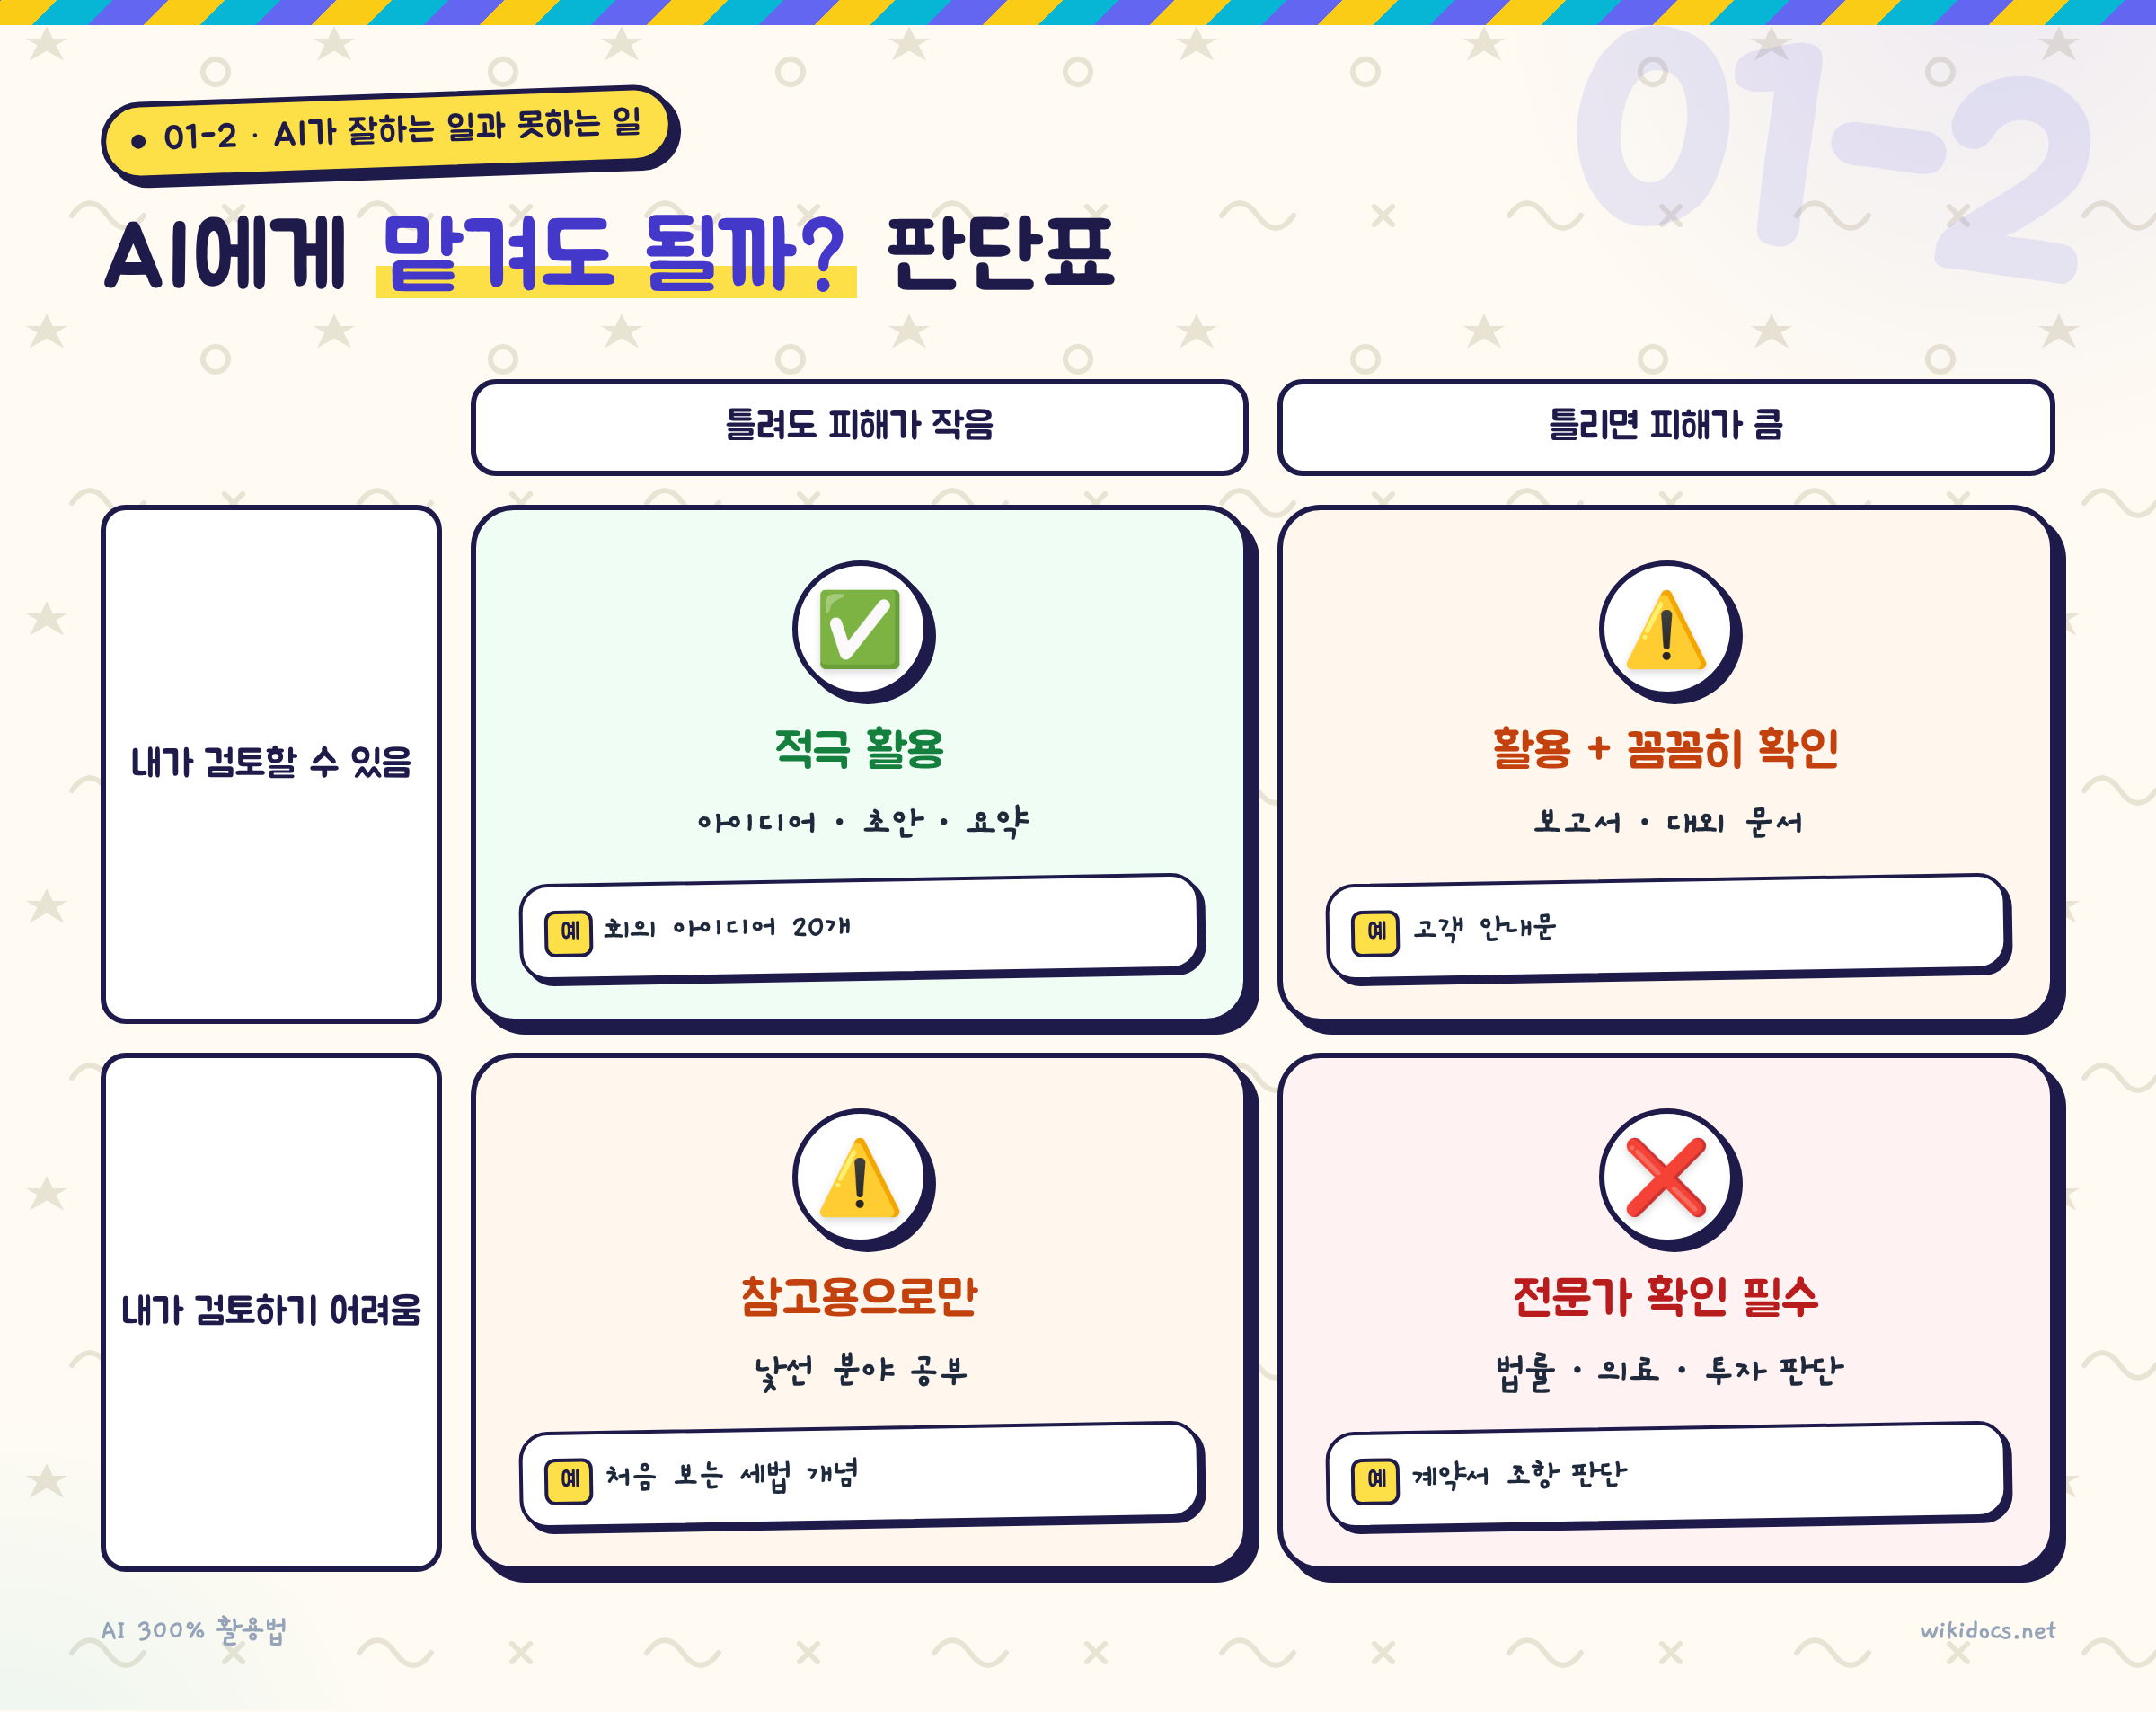 01-2
01-2 · AI가 잘하는 일과 못하는 일
AI에게 맡겨도 될까? 판단표
틀려도 피해가 작음
틀리면 피해가 큼
내가 검토할 수 있음
적극 활용
아이디어 · 초안 · 요약
예 회의 아이디어 20개
활용 + 꼼꼼히 확인
보고서 · 대외 문서
예 고객 안내문
내가 검토하기 어려움
참고용으로만
낯선 분야 공부
예 처음 보는 세법 개념
전문가 확인 필수
법률 · 의료 · 투자 판단
예 계약서 조항 판단
AI 300% 활용법
wikidocs.net